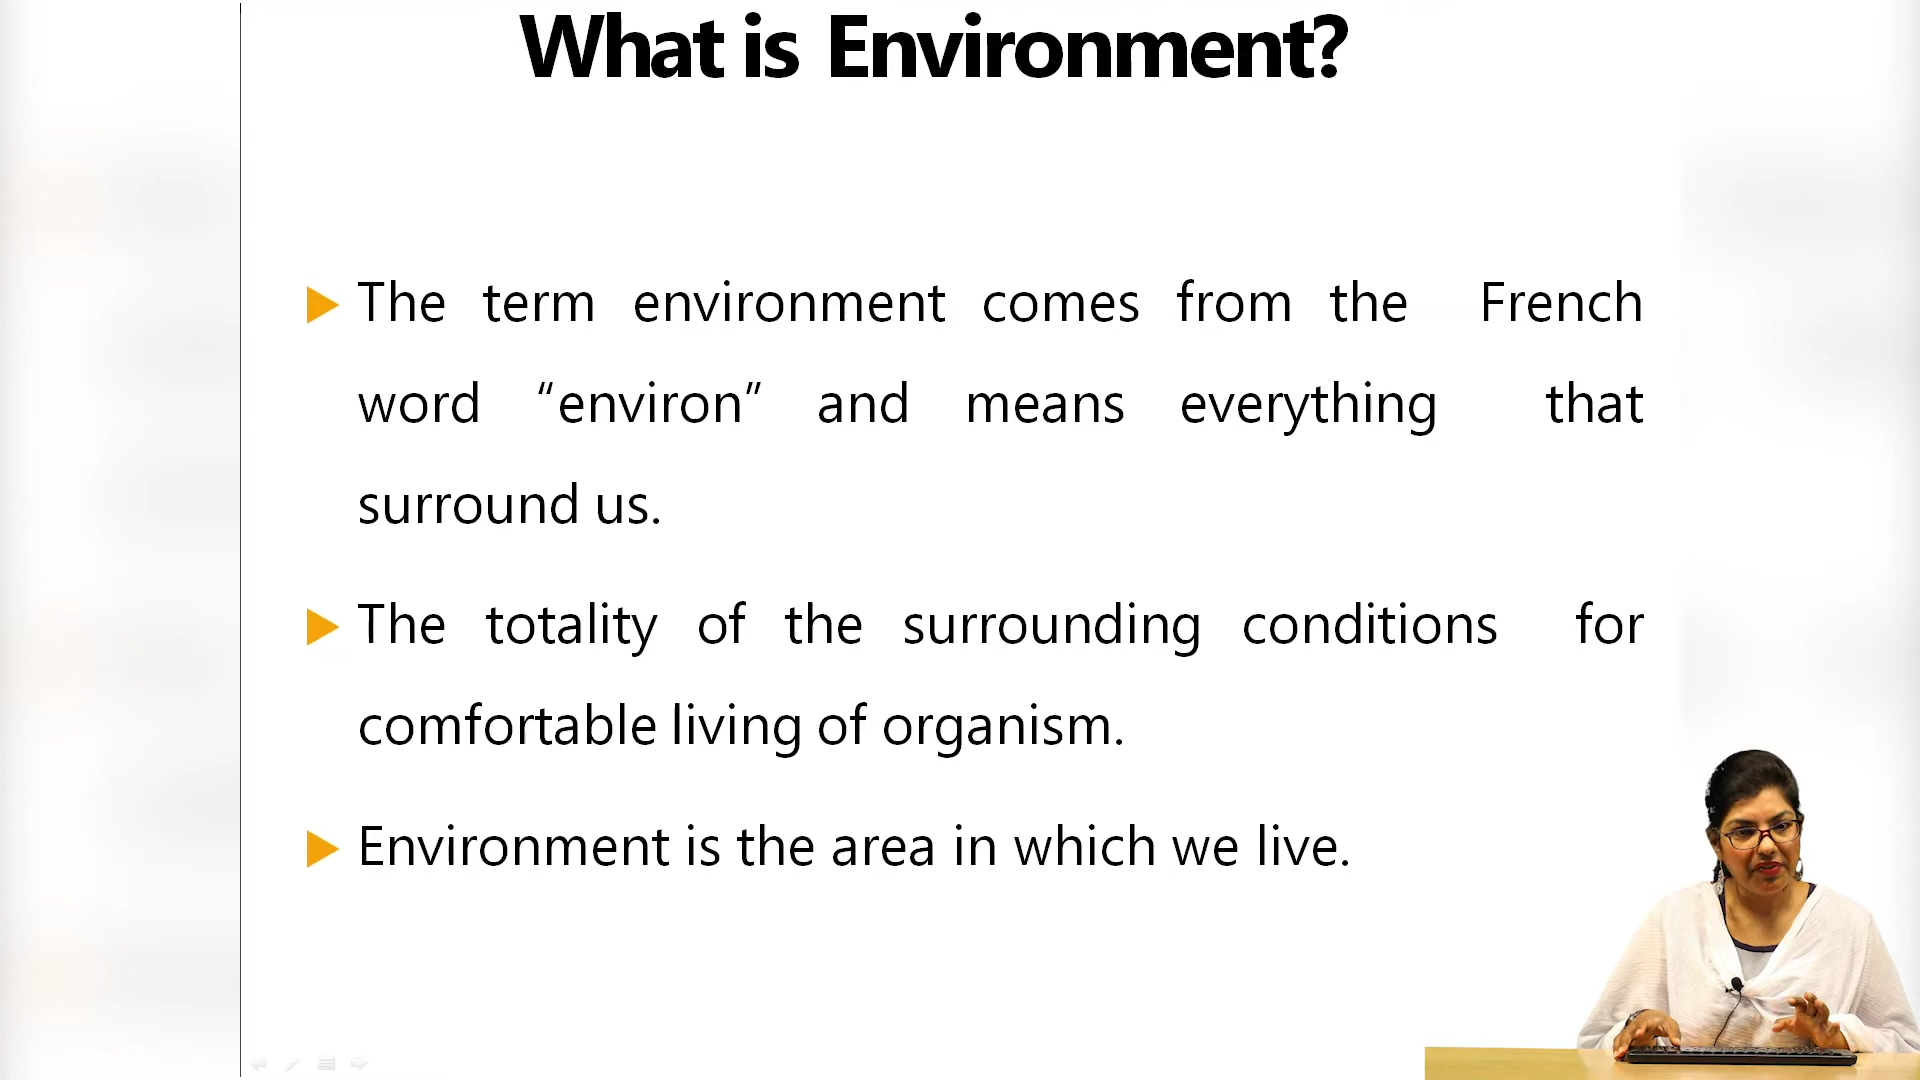 What is Environment?
The term environment comes from the French
word “environ” and means everything that
surround us.
The totality of the surrounding conditions for
comfortable living of organism.
Environment is the area in which we live.